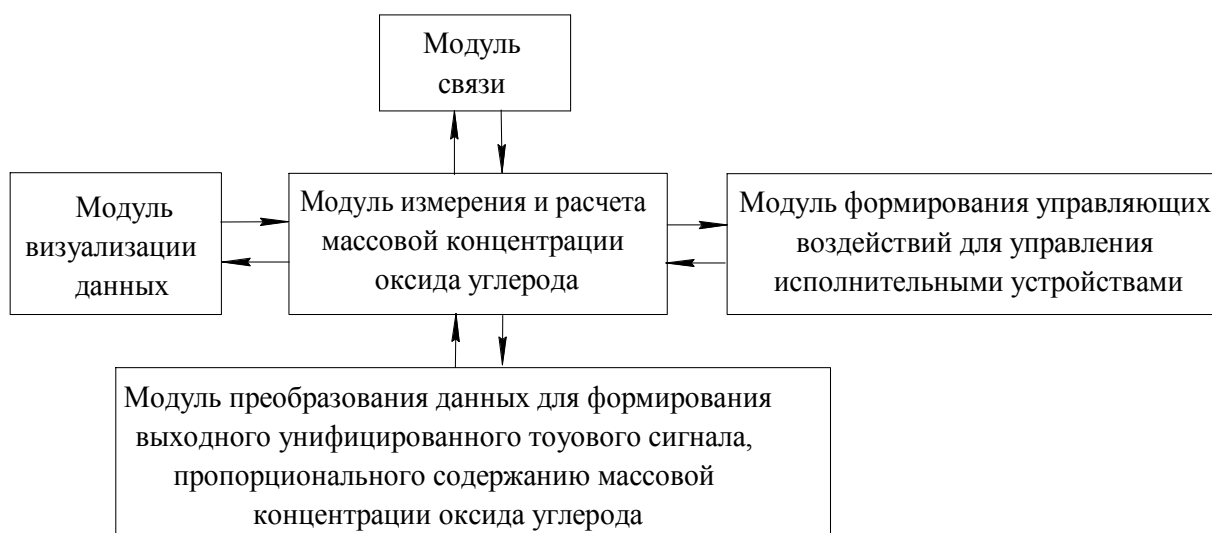 Модуль
связи
Модуль
визуализации
данных
Модуль измерения и расчета
массовой концентрации
оксида углерода
Модуль формирования управляющих
воздействий для управления
исполнительными устройствами
Модуль преобразования данных для формирования
выходного унифицированного тоуового сигнала,
пропорционального содержанию массовой
концентрации оксида углерода